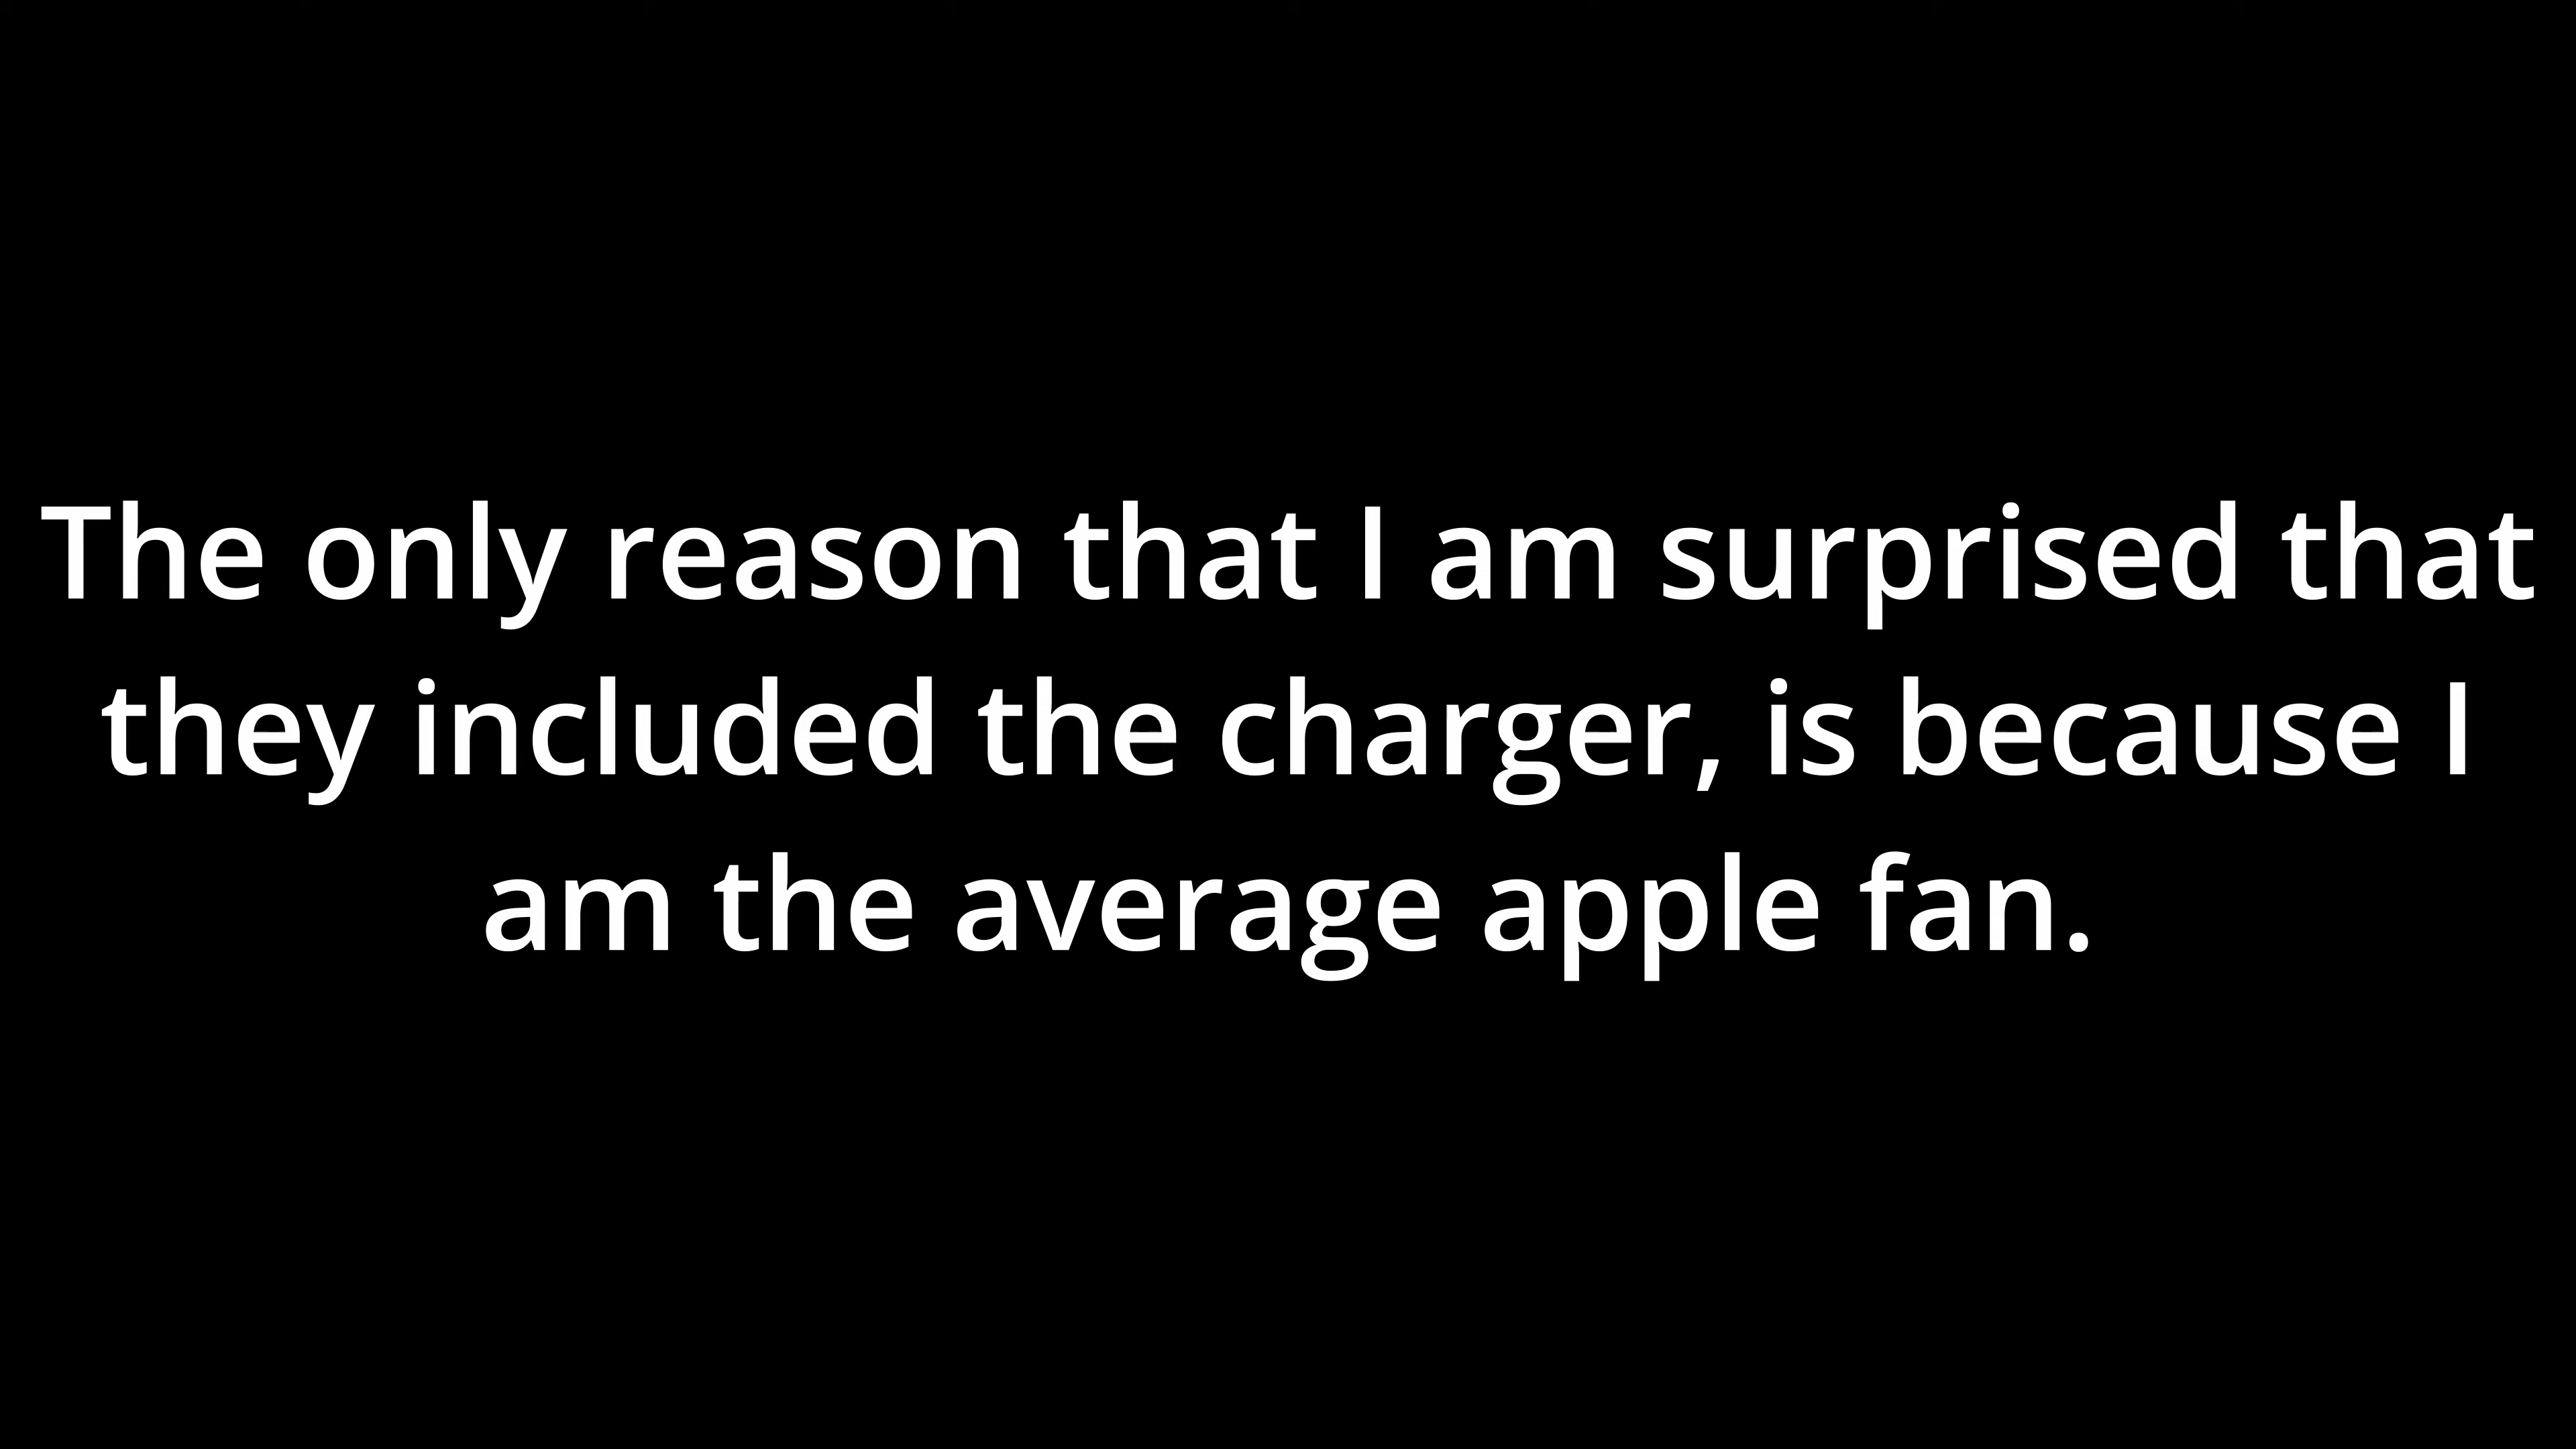 The only reason that I am surprised that
they included the charger, is because I
am the average apple fan.